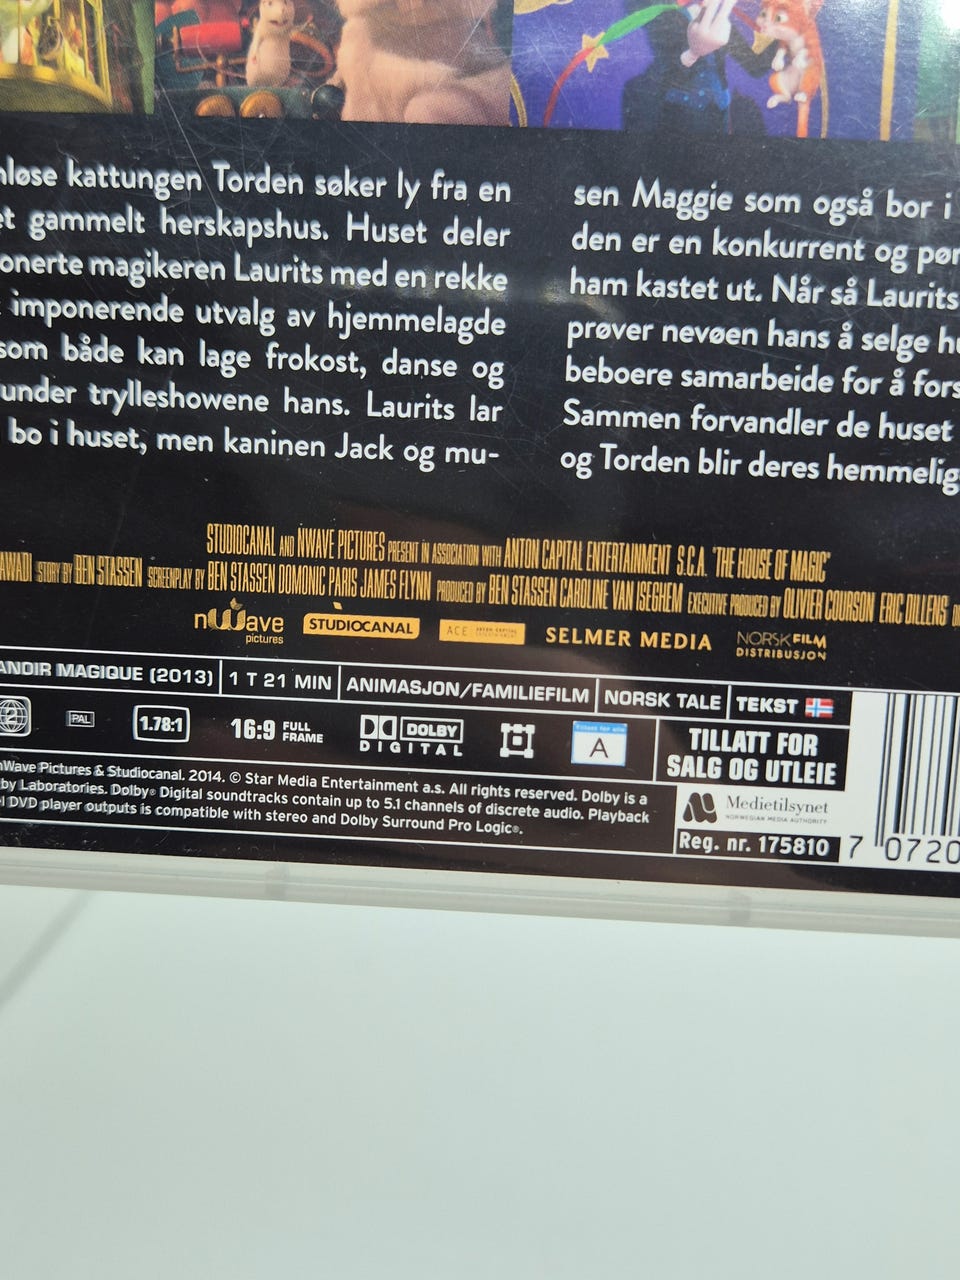 nløse kattungen Torden søker ly fra en
et gammelt herskapshus. Huset deler
onerte magikeren Laurits med en rekke
imponerende utvalg av hjemmelagde
som både kan lage frokost, danse og
under trylleshowene hans. Laurits lar
bo i huset, men kaninen Jack og mu-
sen Maggie som også bor i
den er en konkurrent og pøn
ham kastet ut. Når så Laurits
prøver nevøen hans å selge hu
beboere samarbeide for å fors
Sammen forvandler de huset
og Torden blir deres hemmelig
STUDIOCANAL AND NWAVE PICTURES PRESENT IN ASSOCIATION WITH ANTON CAPITAL ENTERTAINMENT S.C.A. "THE HOUSE OF MAGIC"
AWADI STORY BY BEN STASSEN SCREENPLAY BY BEN STASSEN DOMONIC PARIS JAMES FLYNN PRODUCED BY BEN STASSEN CAROLINE VAN ISEGHEM EXECUTIVE PRODUCED BY OLIVIER COURSON ERIC DILLENS
nWave pictures STUDIOCANAL ACE SELMER MEDIA NORSK FILM DISTRIBUSJON
ANOIR MAGIQUE (2013) 1 T 21 MIN ANIMASJON/FAMILIEFILM NORSK TALE TEKST
2 PAL 1.78:1 16:9 FULL FRAME DOLBY DIGITAL Tillatt for alle A
TILLATT FOR
SALG OG UTLEIE
nWave Pictures & Studiocanal. 2014. © Star Media Entertainment a.s. All rights reserved. Dolby is a
by Laboratories. Dolby® Digital soundtracks contain up to 5.1 channels of discrete audio. Playback
l DVD player outputs is compatible with stereo and Dolby Surround Pro Logic®.
Medietilsynet
NORWEGIAN MEDIA AUTHORITY
Reg. nr. 175810
7 0720